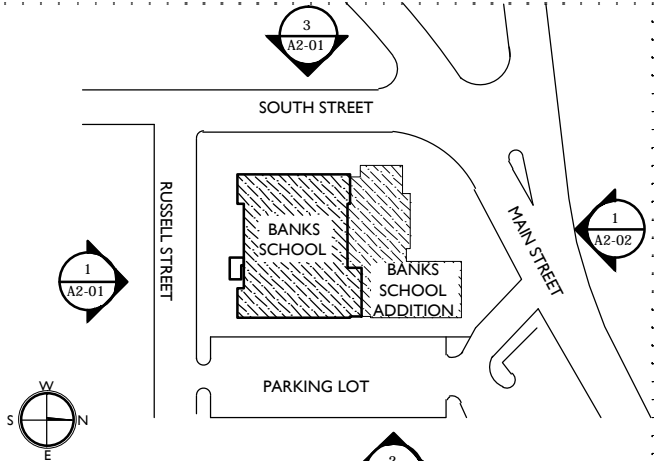 3
A2-01
SOUTH STREET
RUSSELL STREET
BANKS
SCHOOL
MAIN STREET
1
A2-02
1
A2-01
BANKS
SCHOOL
ADDITION
PARKING LOT
W
S
N
E